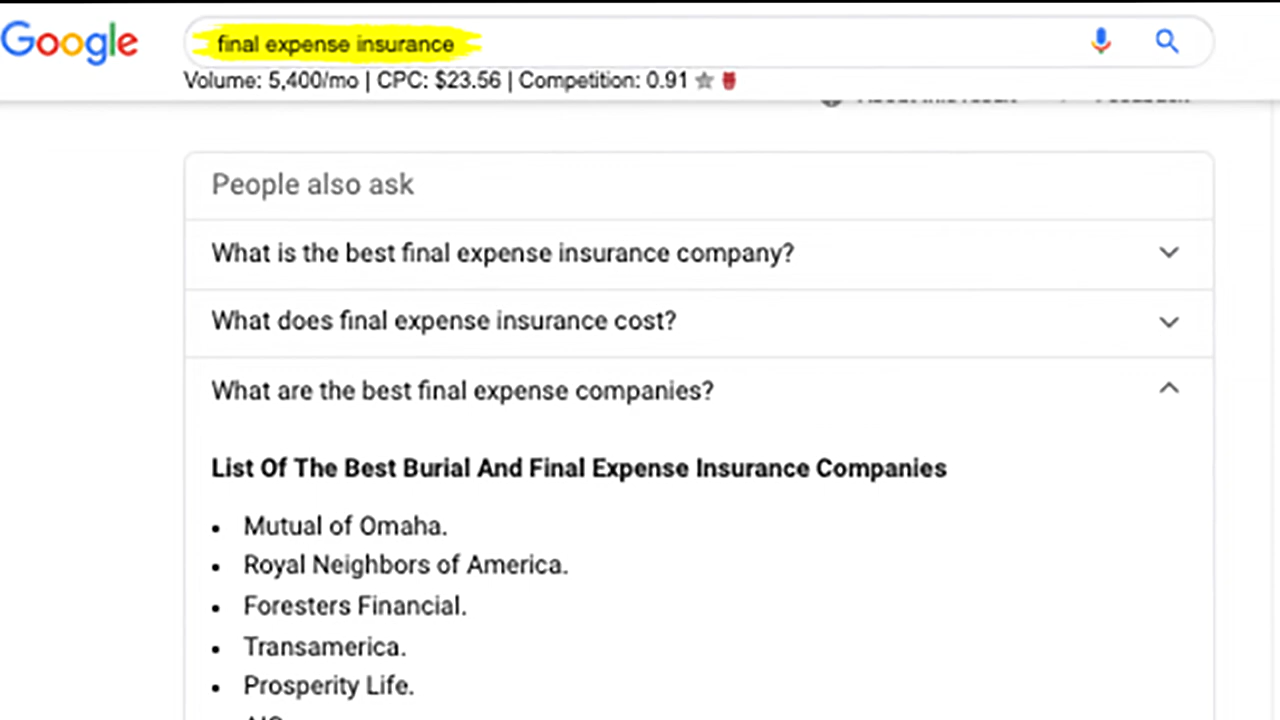 Google
final expense insurance
Volume: 5,400/mo | CPC: $23.56 | Competition: 0.91
People also ask
What is the best final expense insurance company?
What does final expense insurance cost?
What are the best final expense companies?
List Of The Best Burial And Final Expense Insurance Companies
• Mutual of Omaha.
• Royal Neighbors of America.
• Foresters Financial.
• Transamerica.
• Prosperity Life.